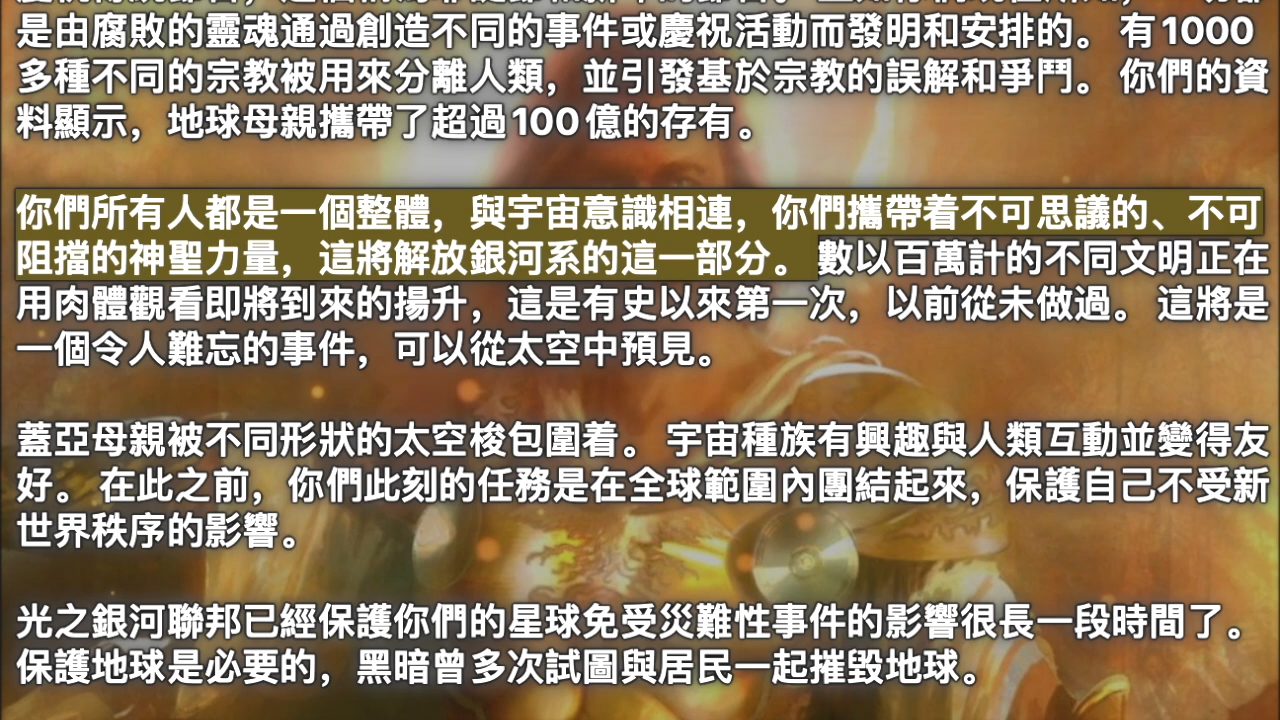 是由腐敗的靈魂通過創造不同的事件或慶祝活動而發明和安排的。 有1000
多種不同的宗教被用來分離人類，並引發基於宗教的誤解和爭鬥。 你們的資
料顯示，地球母親攜帶了超過100億的存有。
你們所有人都是一個整體，與宇宙意識相連，你們攜帶着不可思議的、不可
阻擋的神聖力量，這將解放銀河系的這一部分。 數以百萬計的不同文明正在
用肉體觀看即將到來的揚升，這是有史以來第一次，以前從未做過。 這將是
一個令人難忘的事件，可以從太空中預見。
蓋亞母親被不同形狀的太空梭包圍着。 宇宙種族有興趣與人類互動並變得友
好。 在此之前，你們此刻的任務是在全球範圍內團結起來，保護自己不受新
世界秩序的影響。
光之銀河聯邦已經保護你們的星球免受災難性事件的影響很長一段時間了。
保護地球是必要的，黑暗曾多次試圖與居民一起摧毀地球。